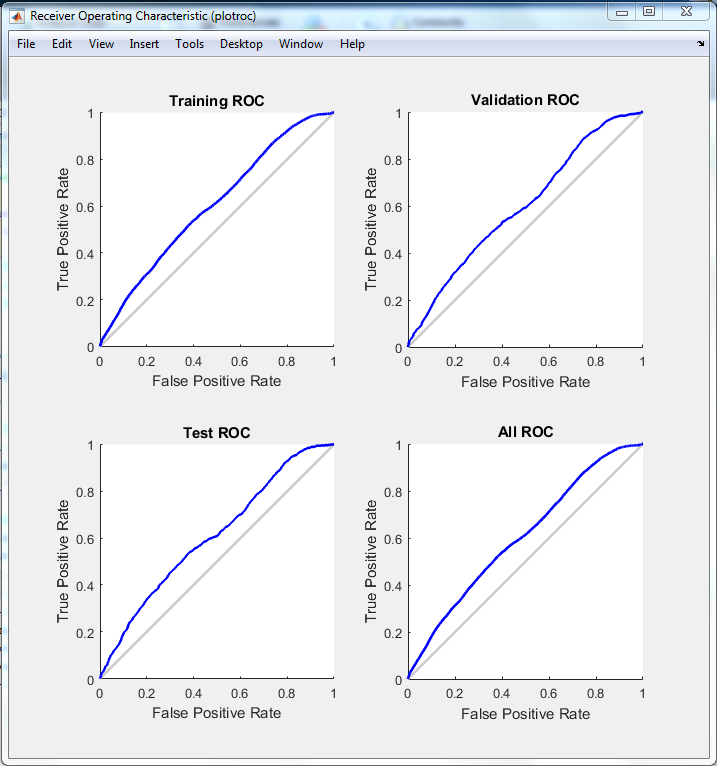 Receiver Operating Characteristic (plotroc)
File Edit View Insert Tools Desktop Window Help
Training ROC
1
0.8
0.6
0.4
0.2
0
True Positive Rate
0 0.2 0.4 0.6 0.8 1
False Positive Rate
Validation ROC
1
0.8
0.6
0.4
0.2
0
True Positive Rate
0 0.2 0.4 0.6 0.8 1
False Positive Rate
Test ROC
1
0.8
0.6
0.4
0.2
0
True Positive Rate
0 0.2 0.4 0.6 0.8 1
False Positive Rate
All ROC
1
0.8
0.6
0.4
0.2
0
True Positive Rate
0 0.2 0.4 0.6 0.8 1
False Positive Rate